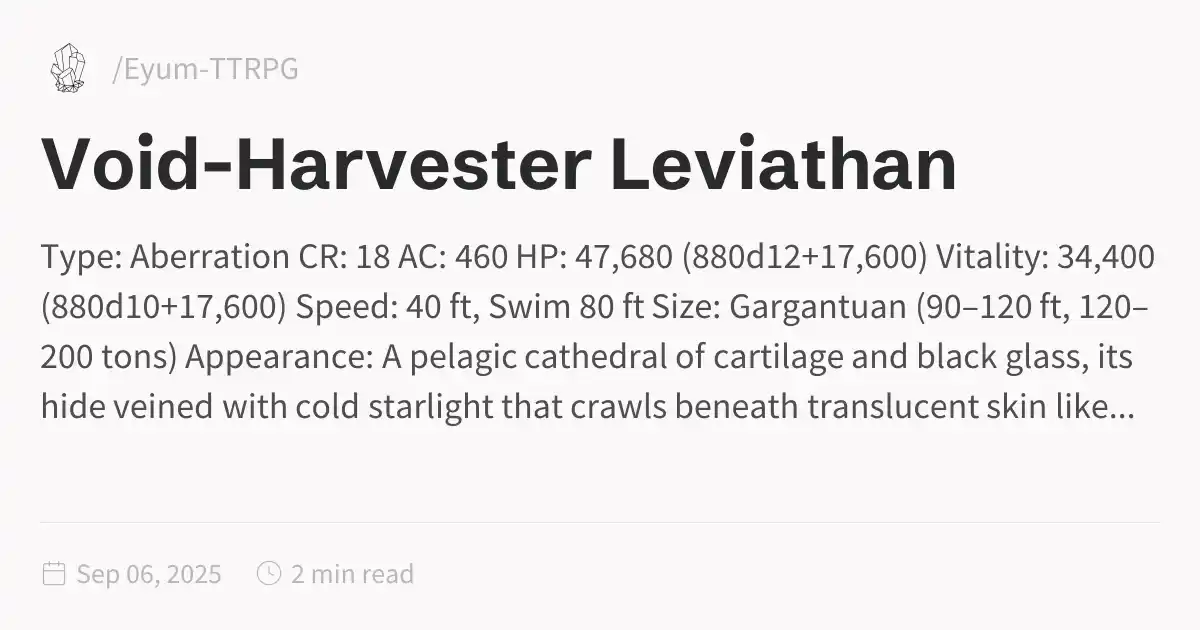 /Eyum-TTRPG
Void-Harvester Leviathan
Type: Aberration CR: 18 AC: 460 HP: 47,680 (880d12+17,600) Vitality: 34,400
(880d10+17,600) Speed: 40 ft, Swim 80 ft Size: Gargantuan (90–120 ft, 120–
200 tons) Appearance: A pelagic cathedral of cartilage and black glass, its
hide veined with cold starlight that crawls beneath translucent skin like...
Sep 06, 2025 2 min read